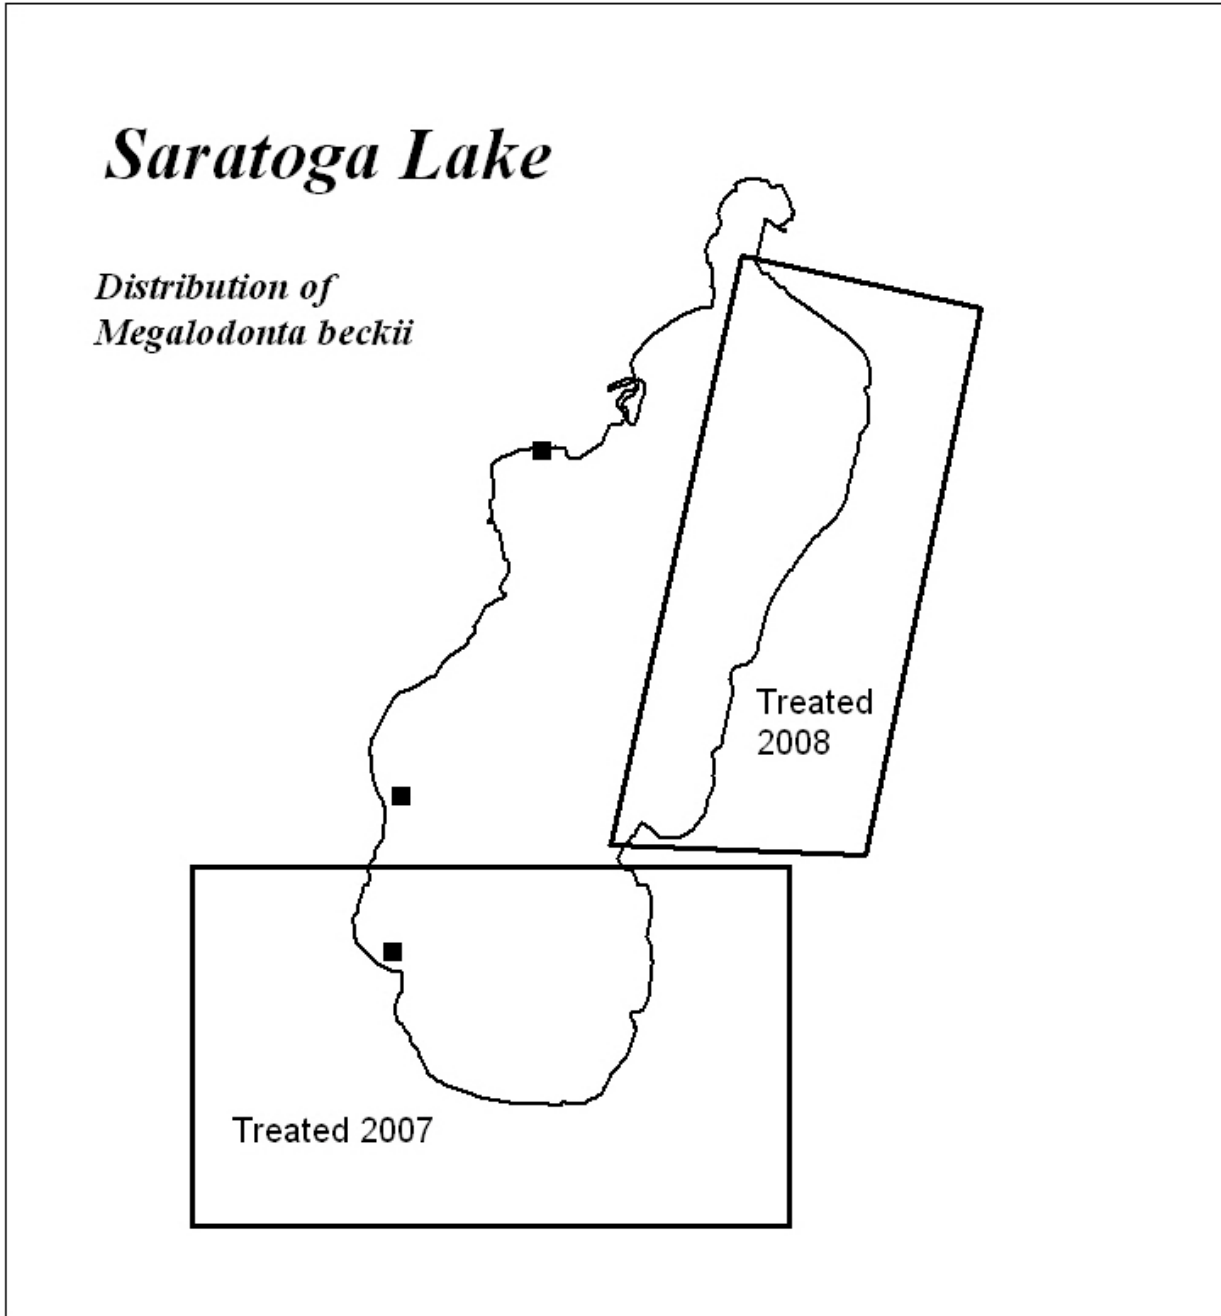 Saratoga Lake
Distribution of
Megalodonta beckii
Treated
2008
Treated 2007